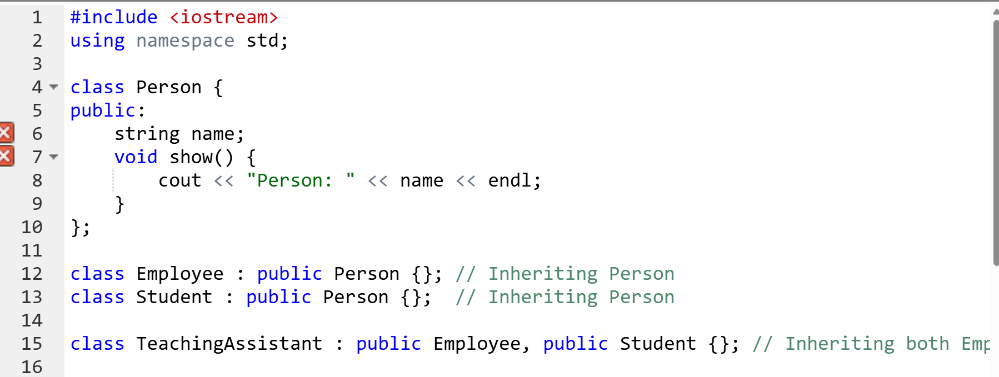 1 #include <iostream>
2 using namespace std;
3
4 class Person {
5 public:
6     string name;
7     void show() {
8         cout << "Person: " << name << endl;
9     }
10 };
11
12 class Employee : public Person {}; // Inheriting Person
13 class Student : public Person {};  // Inheriting Person
14
15 class TeachingAssistant : public Employee, public Student {}; // Inheriting both Emp
16